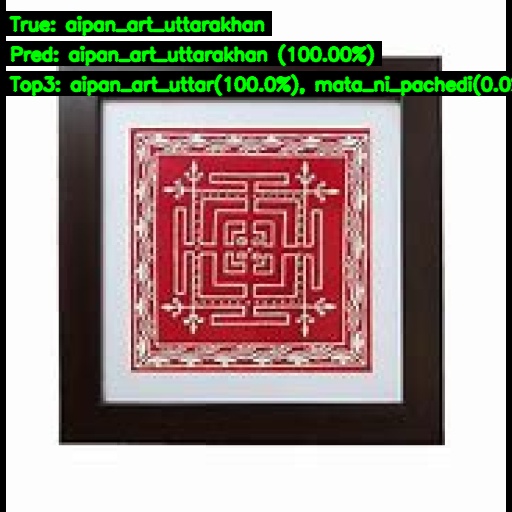 True: aipan_art_uttarakhan
Pred: aipan_art_uttarakhan (100.00%)
Top3: aipan_art_uttar(100.0%), mata_ni_pachedi(0.0